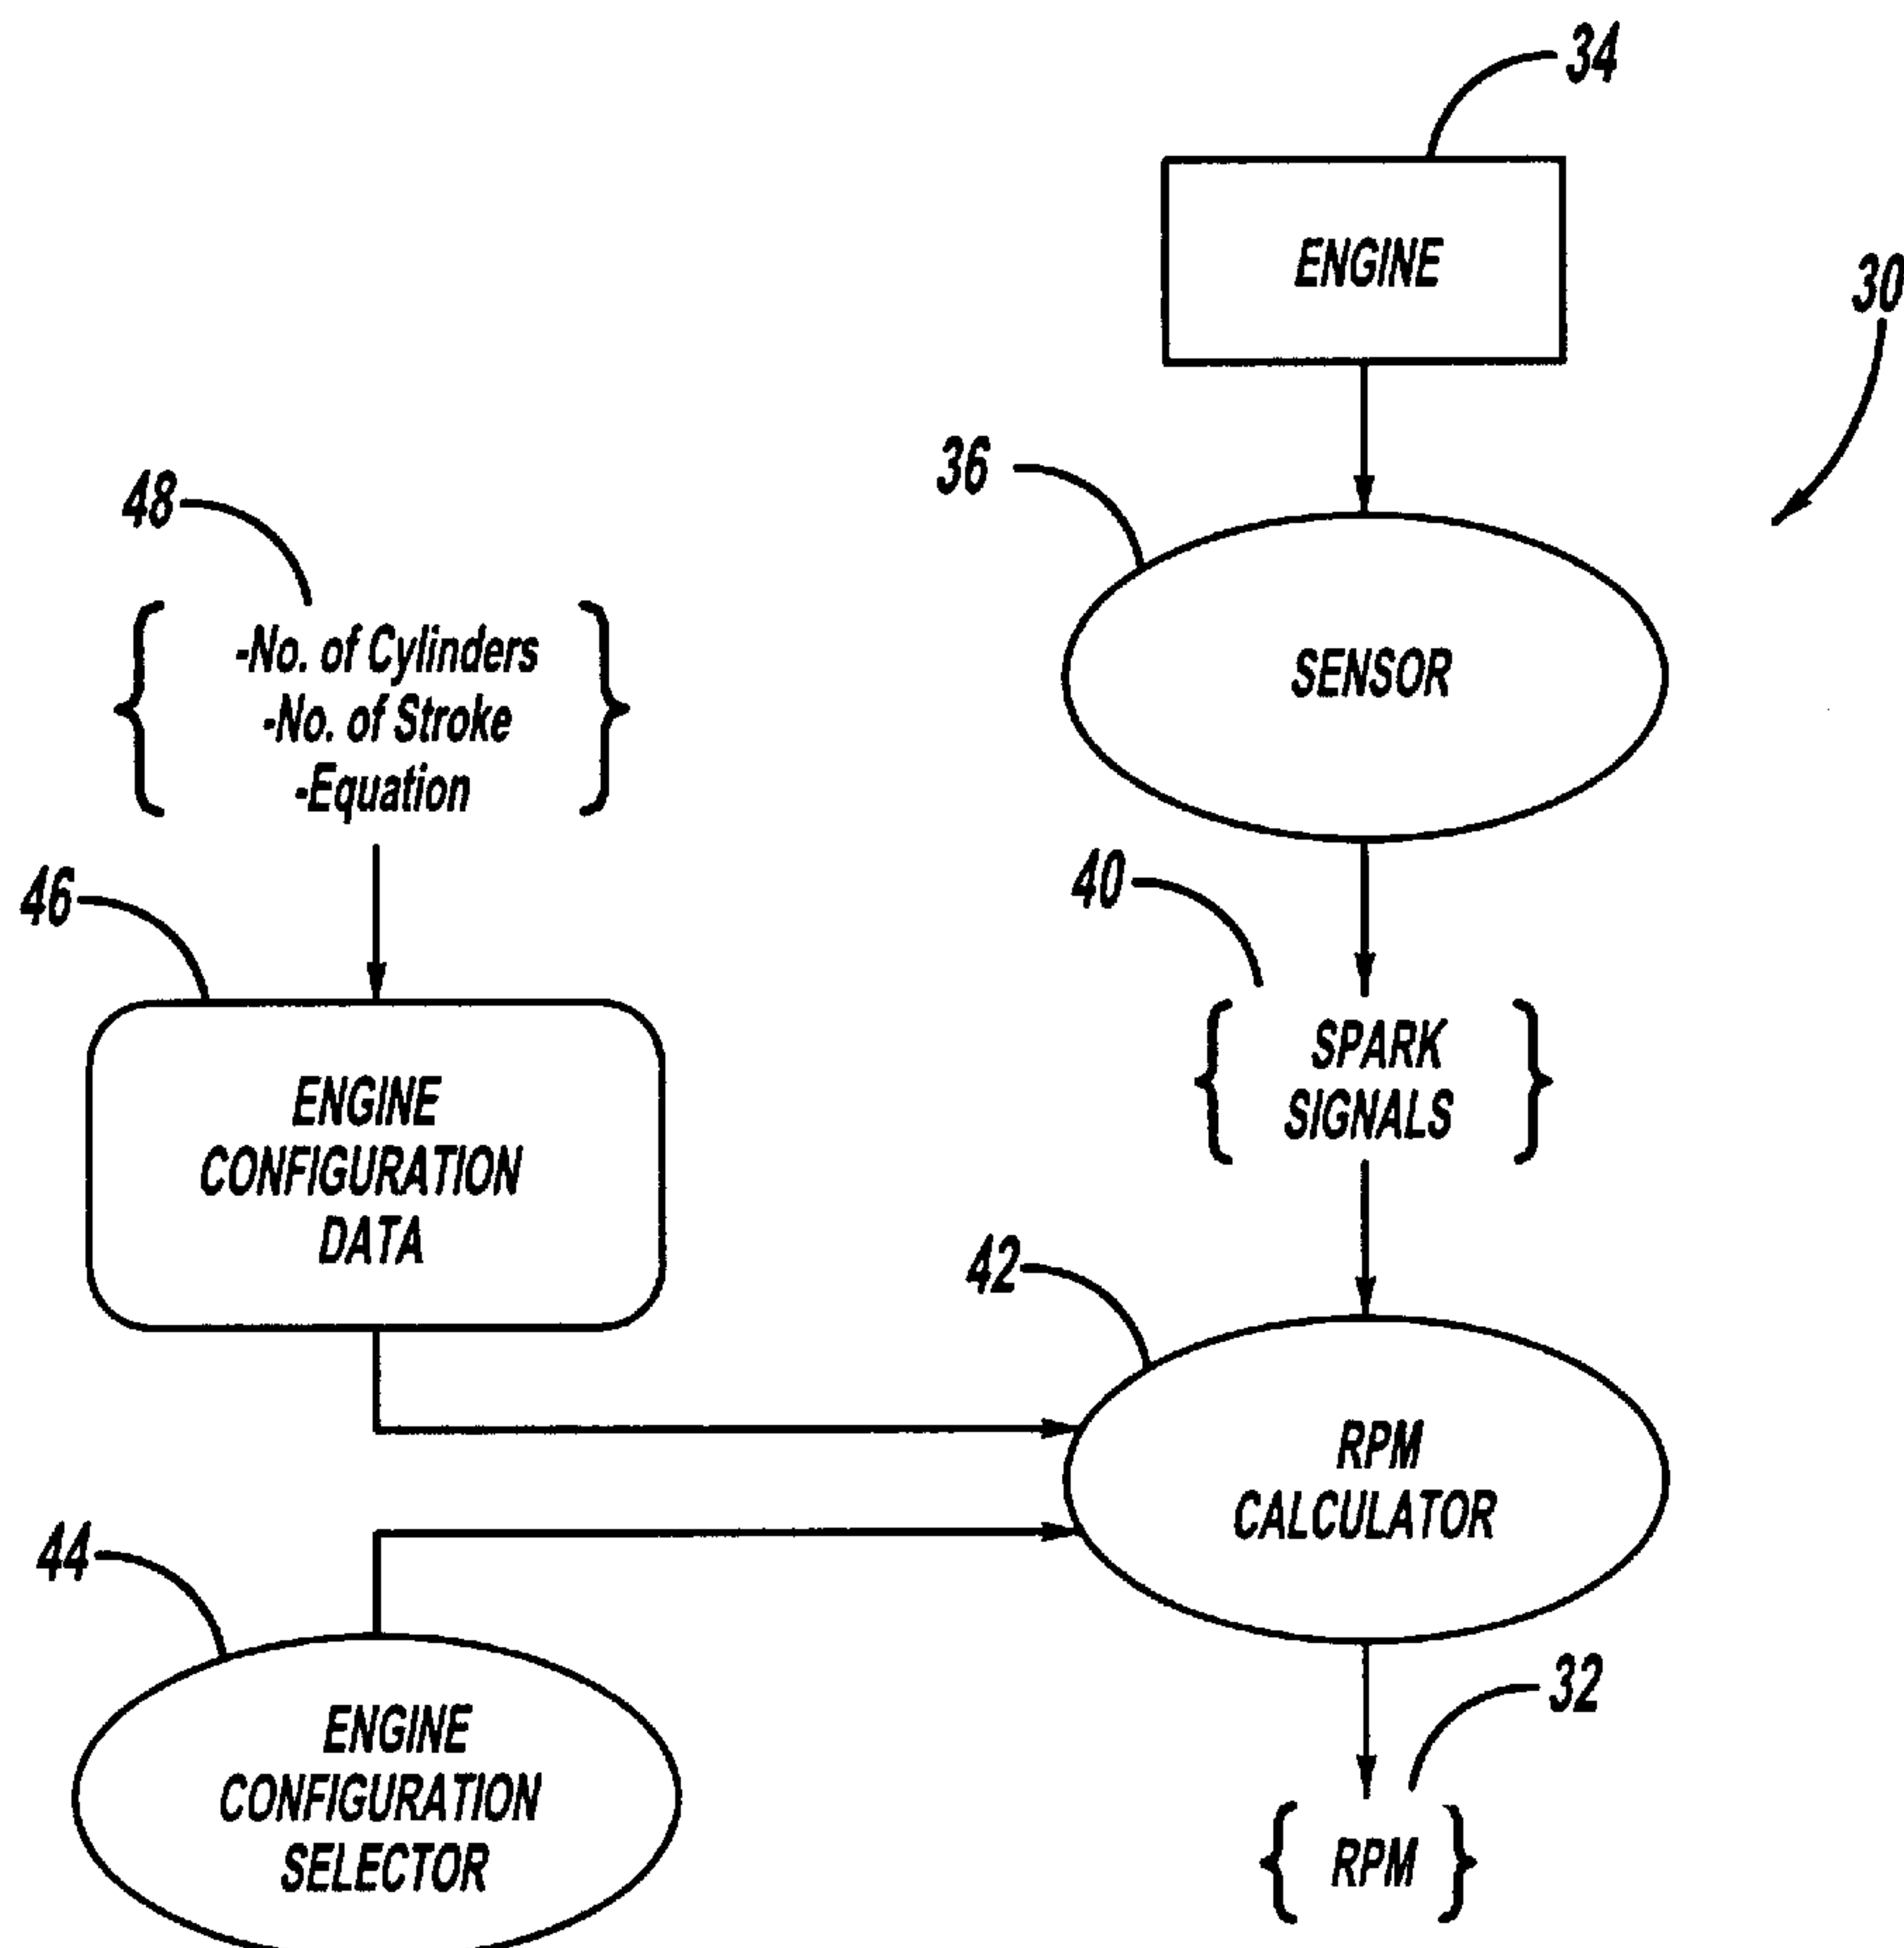 34
ENGINE
30
36
SENSOR
48
-No. of Cylinders
-No. of Stroke
-Equation
40
SPARK
SIGNALS
46
ENGINE
CONFIGURATION
DATA
42
RPM
CALCULATOR
44
ENGINE
CONFIGURATION
SELECTOR
32
RPM